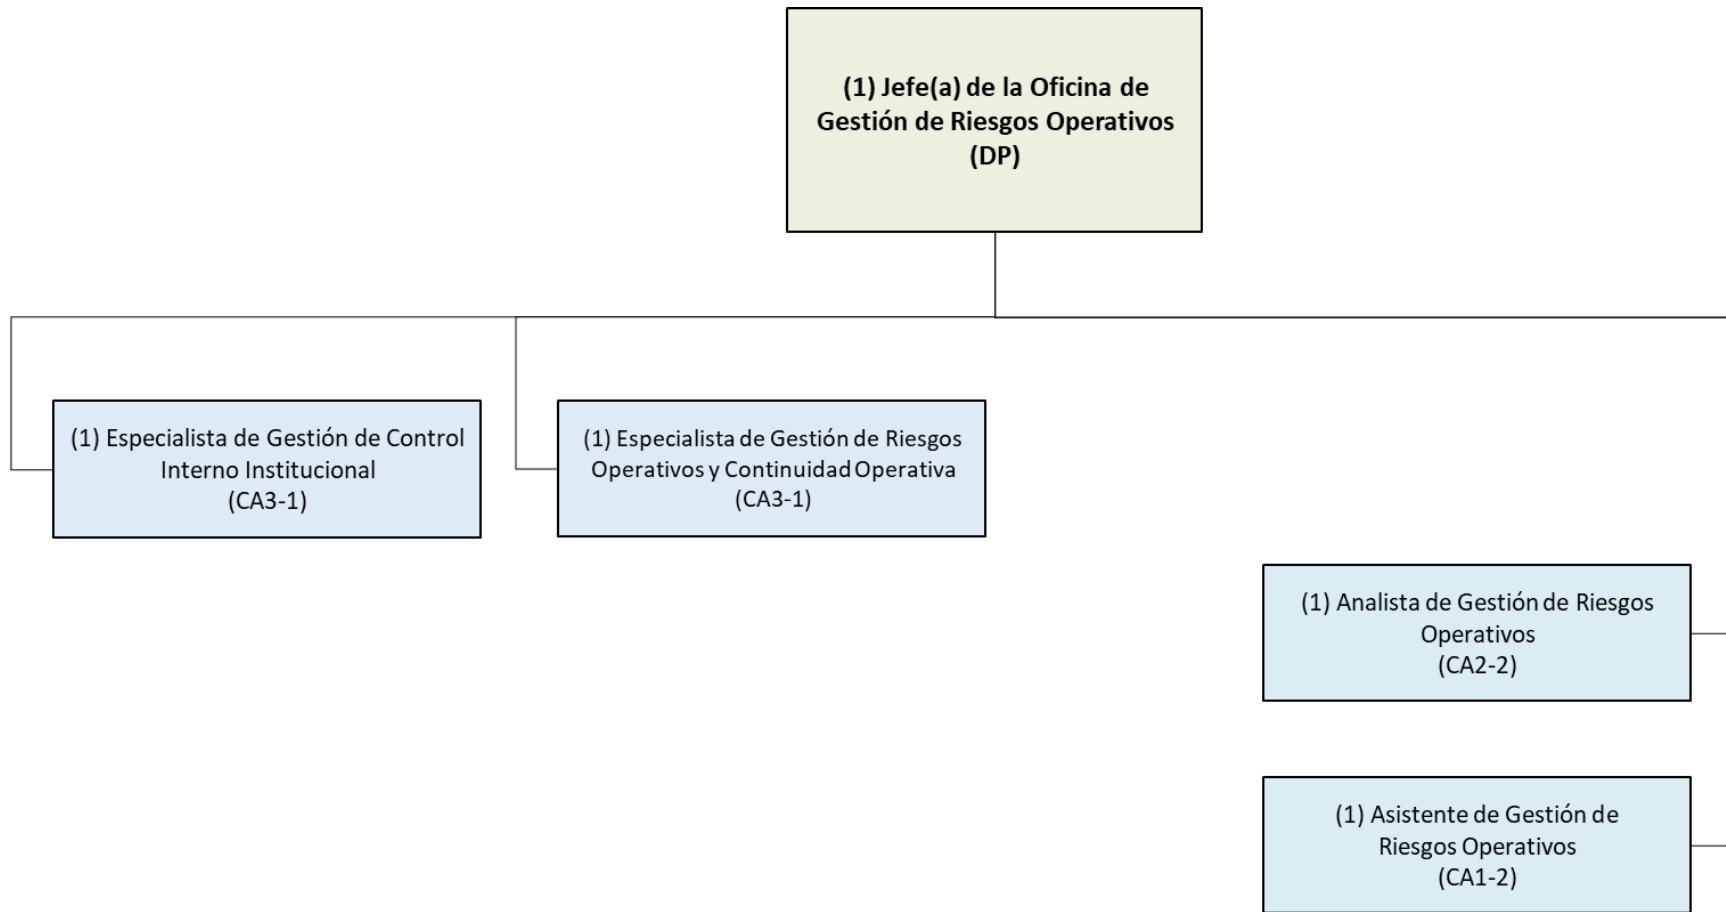 (1) Jefe(a) de la Oficina de
Gestión de Riesgos Operativos
(DP)
(1) Especialista de Gestión de Control
Interno Institucional
(CA3-1)
(1) Especialista de Gestión de Riesgos
Operativos y Continuidad Operativa
(CA3-1)
(1) Analista de Gestión de Riesgos
Operativos
(CA2-2)
(1) Asistente de Gestión de
Riesgos Operativos
(CA1-2)